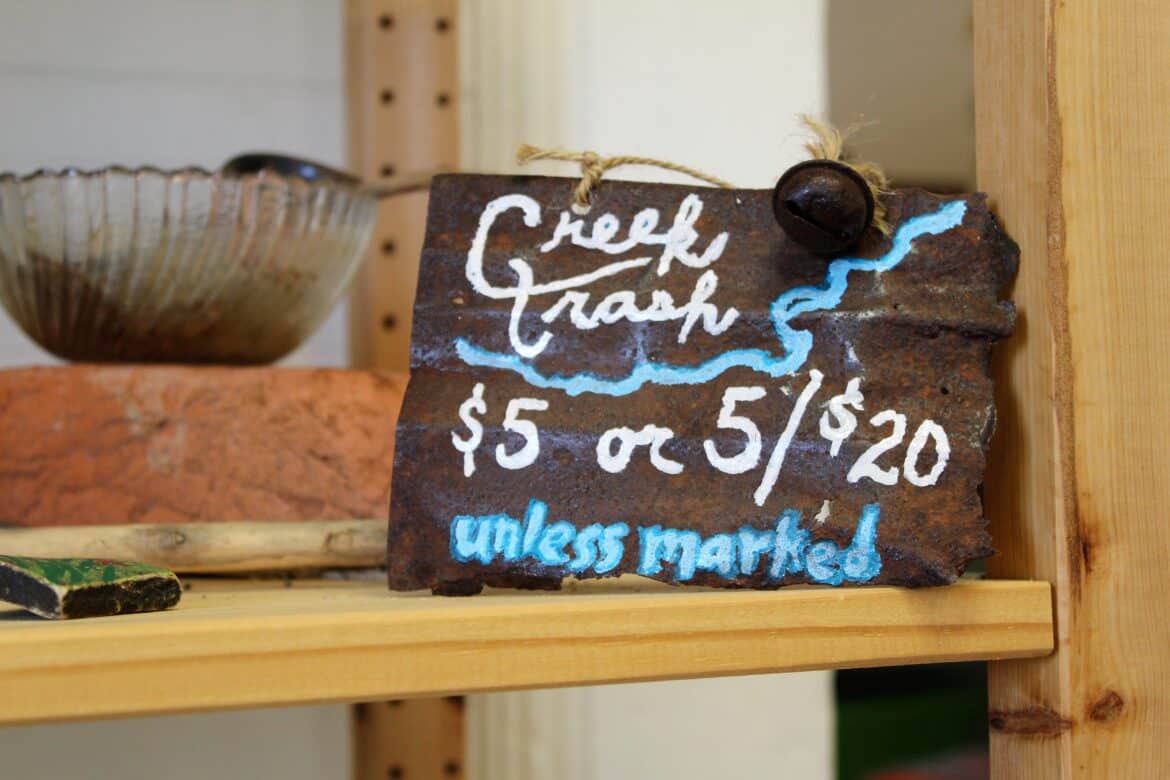 Creek
Trash
$5 or 5/$20
unless marked